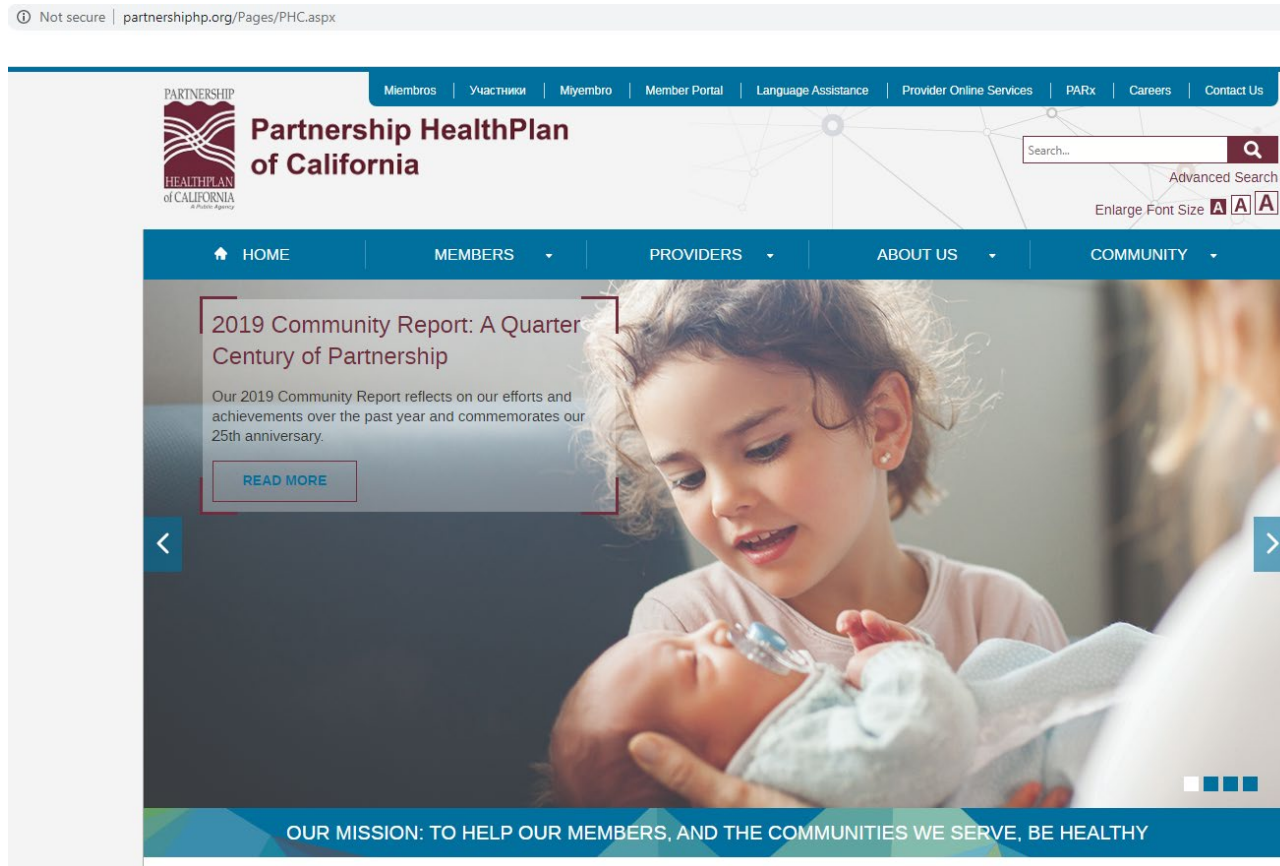 Not secure | partnershiphp.org/Pages/PHC.aspx
Miembros | Участники | Miyembro | Member Portal | Language Assistance | Provider Online Services | PARx | Careers | Contact Us
PARTNERSHIP
HEALTHPLAN
of CALIFORNIA
A Public Agency
Partnership HealthPlan
of California
Search...
Advanced Search
Enlarge Font Size A A A
HOME MEMBERS PROVIDERS ABOUT US COMMUNITY
2019 Community Report: A Quarter
Century of Partnership
Our 2019 Community Report reflects on our efforts and
achievements over the past year and commemorates our
25th anniversary.
READ MORE
OUR MISSION: TO HELP OUR MEMBERS, AND THE COMMUNITIES WE SERVE, BE HEALTHY